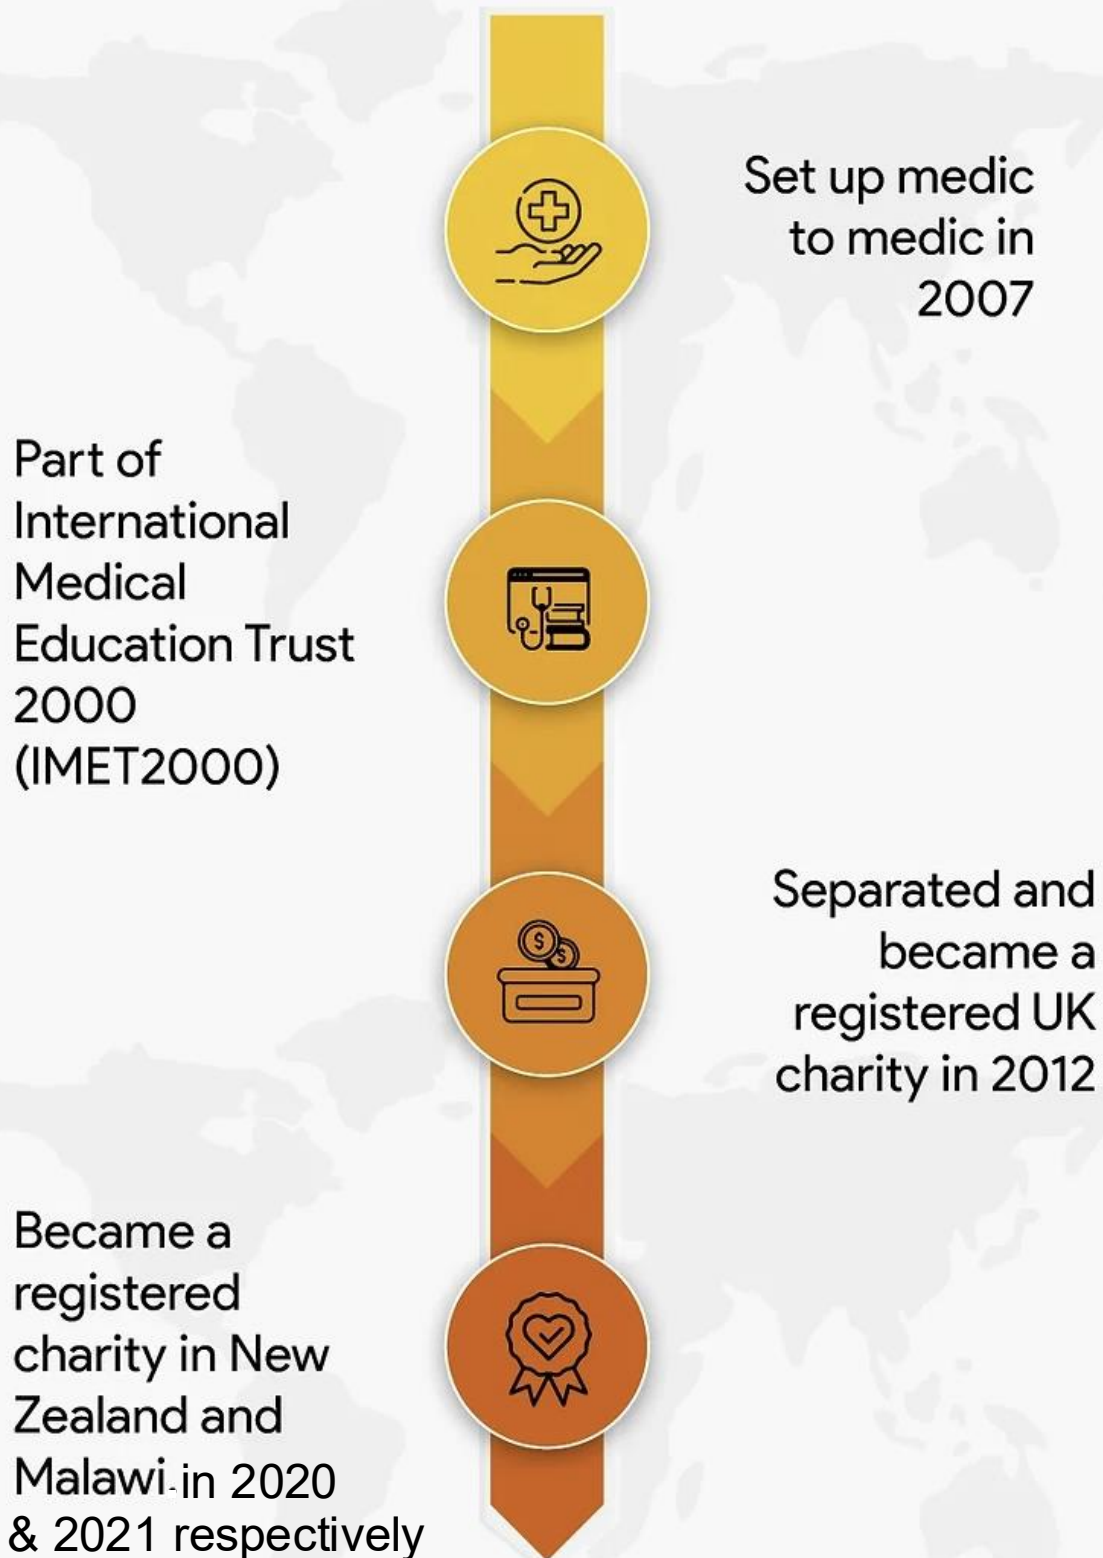 Set up medic
to medic in
2007
Part of
International
Medical
Education Trust
2000
(IMET2000)
$
$
Separated and
became a
registered UK
charity in 2012
Became a
registered
charity in New
Zealand and
Malawi in 2020
& 2021 respectively